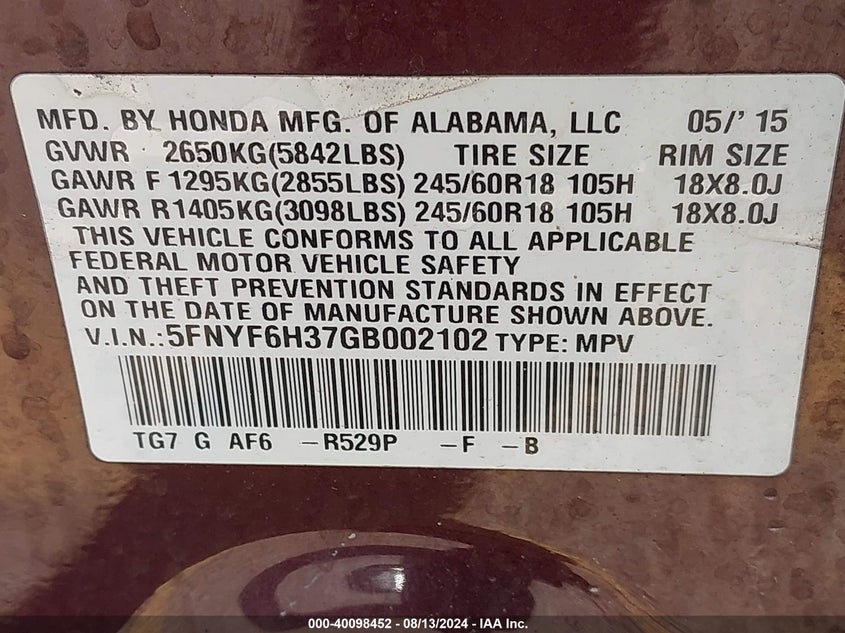 MFD. BY HONDA MFG. OF ALABAMA, LLC 05/' 15
GVWR 2650KG(5842LBS) TIRE SIZE RIM SIZE
GAWR F 1295KG(2855LBS) 245/60R18 105H 18X8.0J
GAWR R1405KG(3098LBS) 245/60R18 105H 18X8.0J
THIS VEHICLE CONFORMS TO ALL APPLICABLE
FEDERAL MOTOR VEHICLE SAFETY
AND THEFT PREVENTION STANDARDS IN EFFECT
ON THE DATE OF MANUFACTURE SHOWN ABOVE.
V.I.N.:5FNYF6H37GB002102 TYPE: MPV
TG7 G AF6 -R529P -F -B
000-40098452 - 08/13/2024 - IAA Inc.